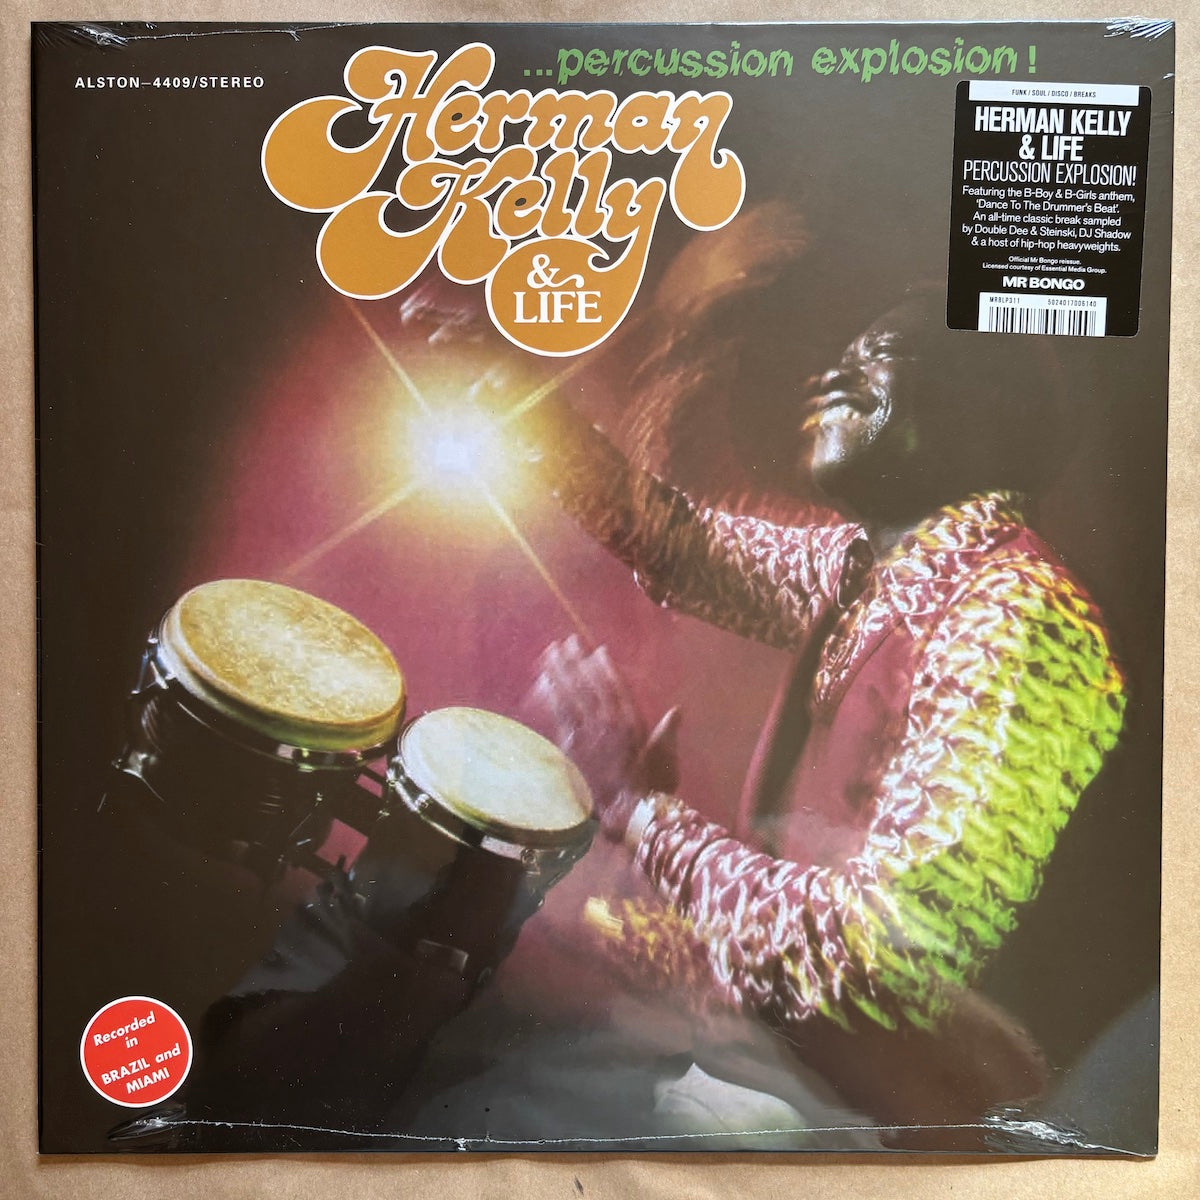 ...percussion explosion!
ALSTON–4409/STEREO
Herman
Kelly
&
LIFE
FUNK / SOUL / DISCO / BREAKS
HERMAN KELLY
& LIFE
PERCUSSION EXPLOSION!
Featuring the B-Boy & B-Girls anthem,
‘Dance To The Drummer's Beat’.
An all-time classic break sampled
by Double Dee & Steinski, DJ Shadow
& a host of hip-hop heavyweights.
Official Mr Bongo reissue.
Licensed courtesy of Essential Media Group.
MR BONGO
MRBLP311 5024017006140
Recorded
in
BRAZIL and
MIAMI